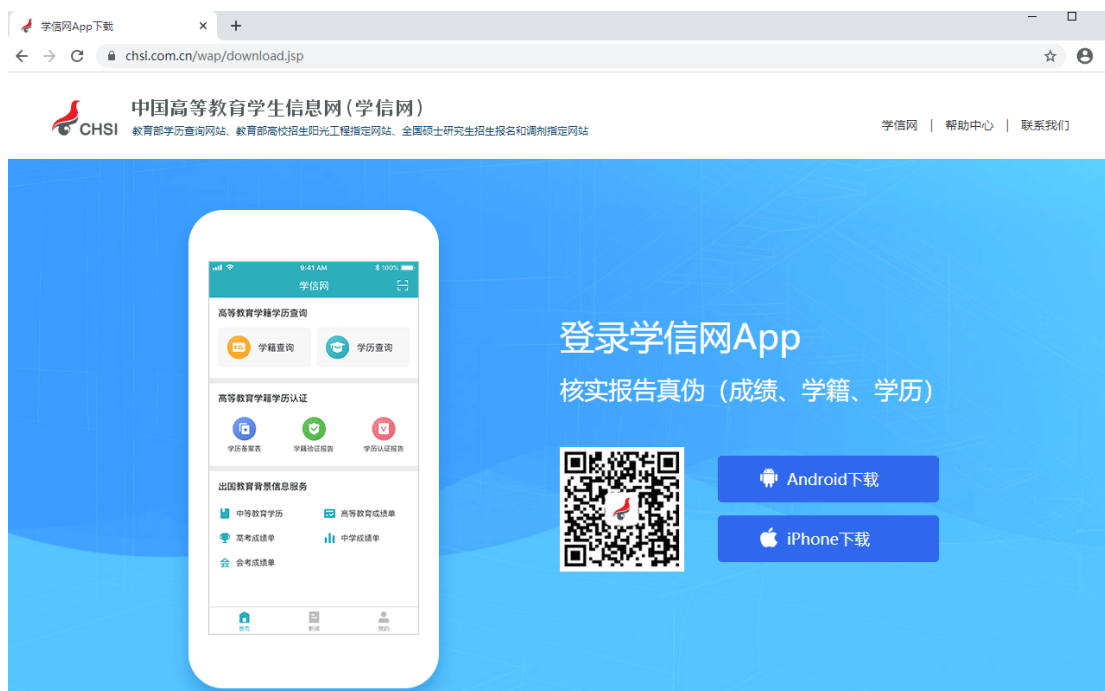 学信网App下载
chsi.com.cn/wap/download.jsp
CHSI
中国高等教育学生信息网(学信网)
教育部学历查询网站、教育部高校招生阳光工程指定网站、全国硕士研究生招生报名和调剂指定网站
学信网 | 帮助中心 | 联系我们
9:41 AM
100%
学信网
高等教育学籍学历查询
学籍查询 学历查询
高等教育学籍学历认证
学历备案表 学籍验证报告 学历认证报告
出国教育背景信息服务
中等教育学历 高等教育成绩单
高考成绩单 中学成绩单
会考成绩单
首页 新闻 我的
登录学信网App
核实报告真伪（成绩、学籍、学历）
Android下载
iPhone下载